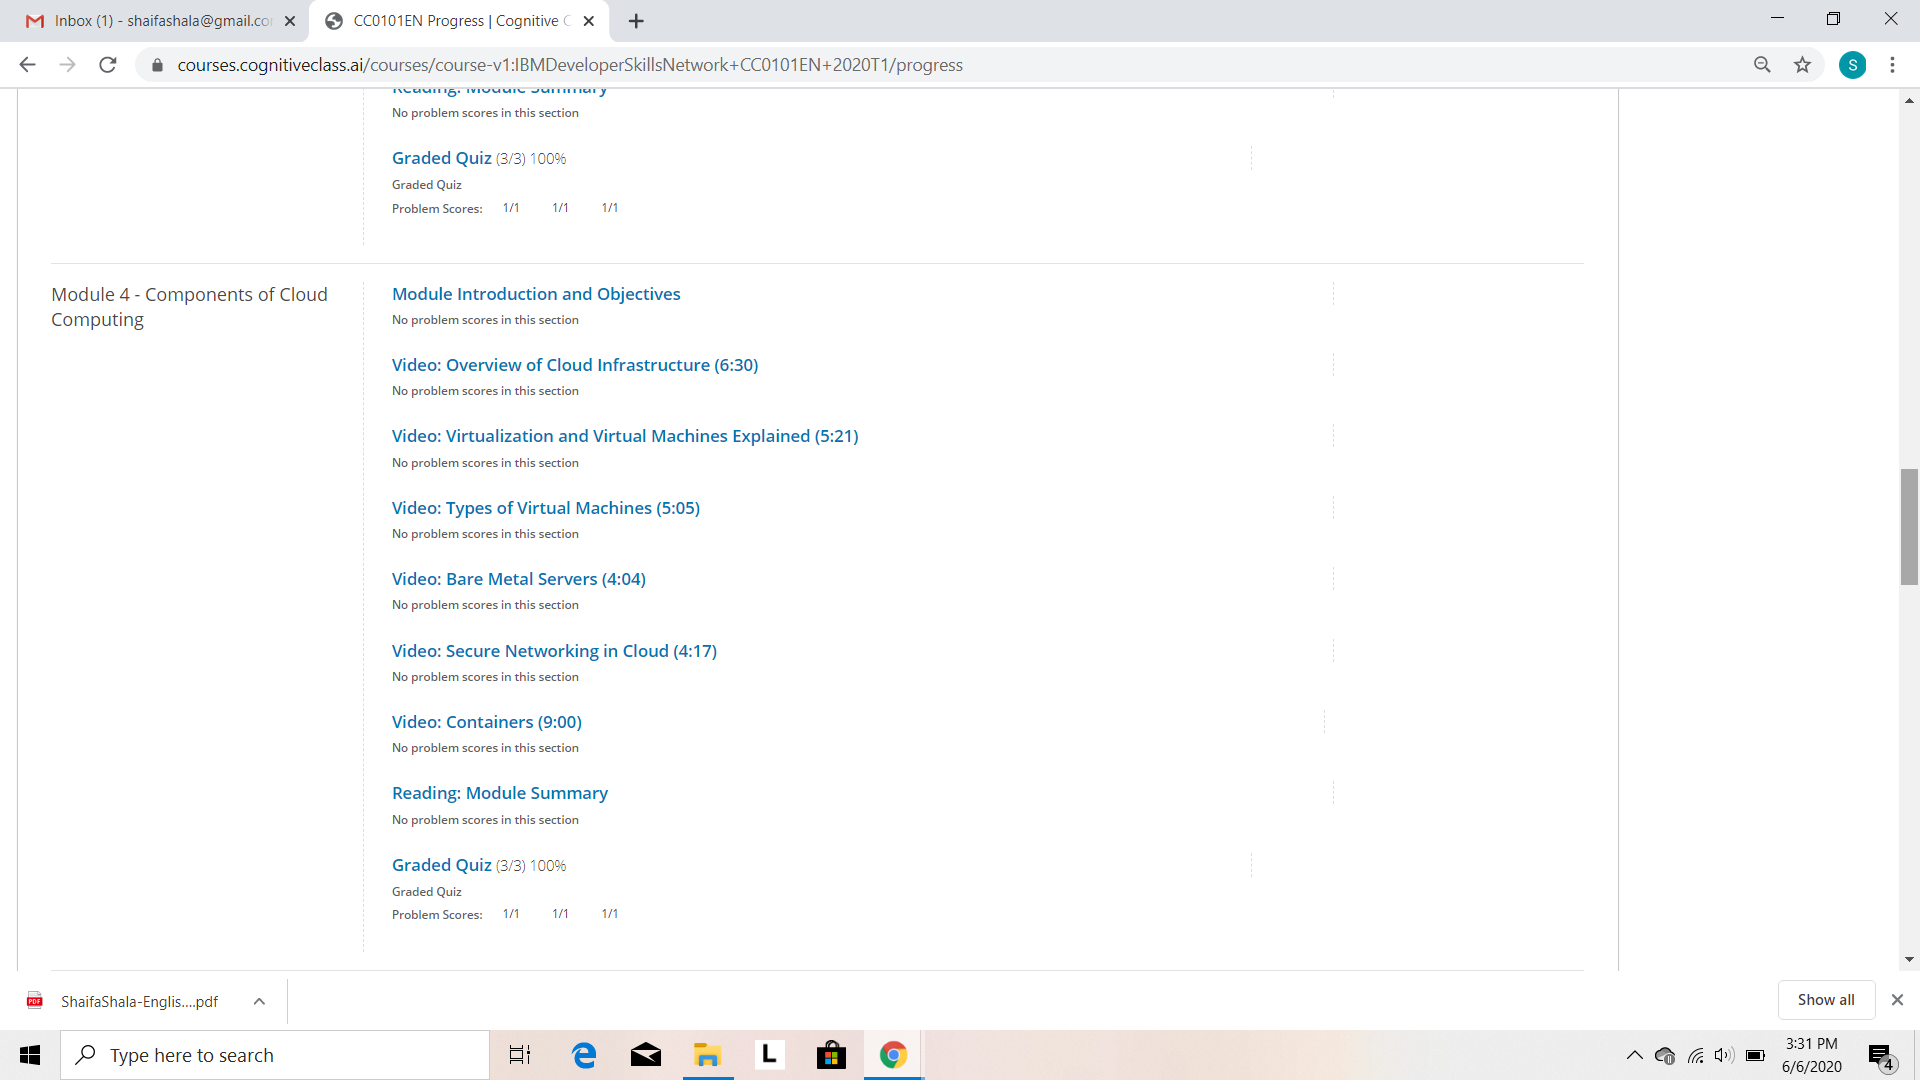 Inbox (1) - shaifashala@gmail.co
CC0101EN Progress | Cognitive C
courses.cognitiveclass.ai/courses/course-v1:IBMDeveloperSkillsNetwork+CC0101EN+2020T1/progress
S
Reading: Module Summary
No problem scores in this section
Graded Quiz (3/3) 100%
Graded Quiz
Problem Scores: 1/1 1/1 1/1
Module 4 - Components of Cloud
Computing
Module Introduction and Objectives
No problem scores in this section
Video: Overview of Cloud Infrastructure (6:30)
No problem scores in this section
Video: Virtualization and Virtual Machines Explained (5:21)
No problem scores in this section
Video: Types of Virtual Machines (5:05)
No problem scores in this section
Video: Bare Metal Servers (4:04)
No problem scores in this section
Video: Secure Networking in Cloud (4:17)
No problem scores in this section
Video: Containers (9:00)
No problem scores in this section
Reading: Module Summary
No problem scores in this section
Graded Quiz (3/3) 100%
Graded Quiz
Problem Scores: 1/1 1/1 1/1
PDF
ShaifaShala-Englis....pdf
Show all
Type here to search
L
3:31 PM
6/6/2020
4